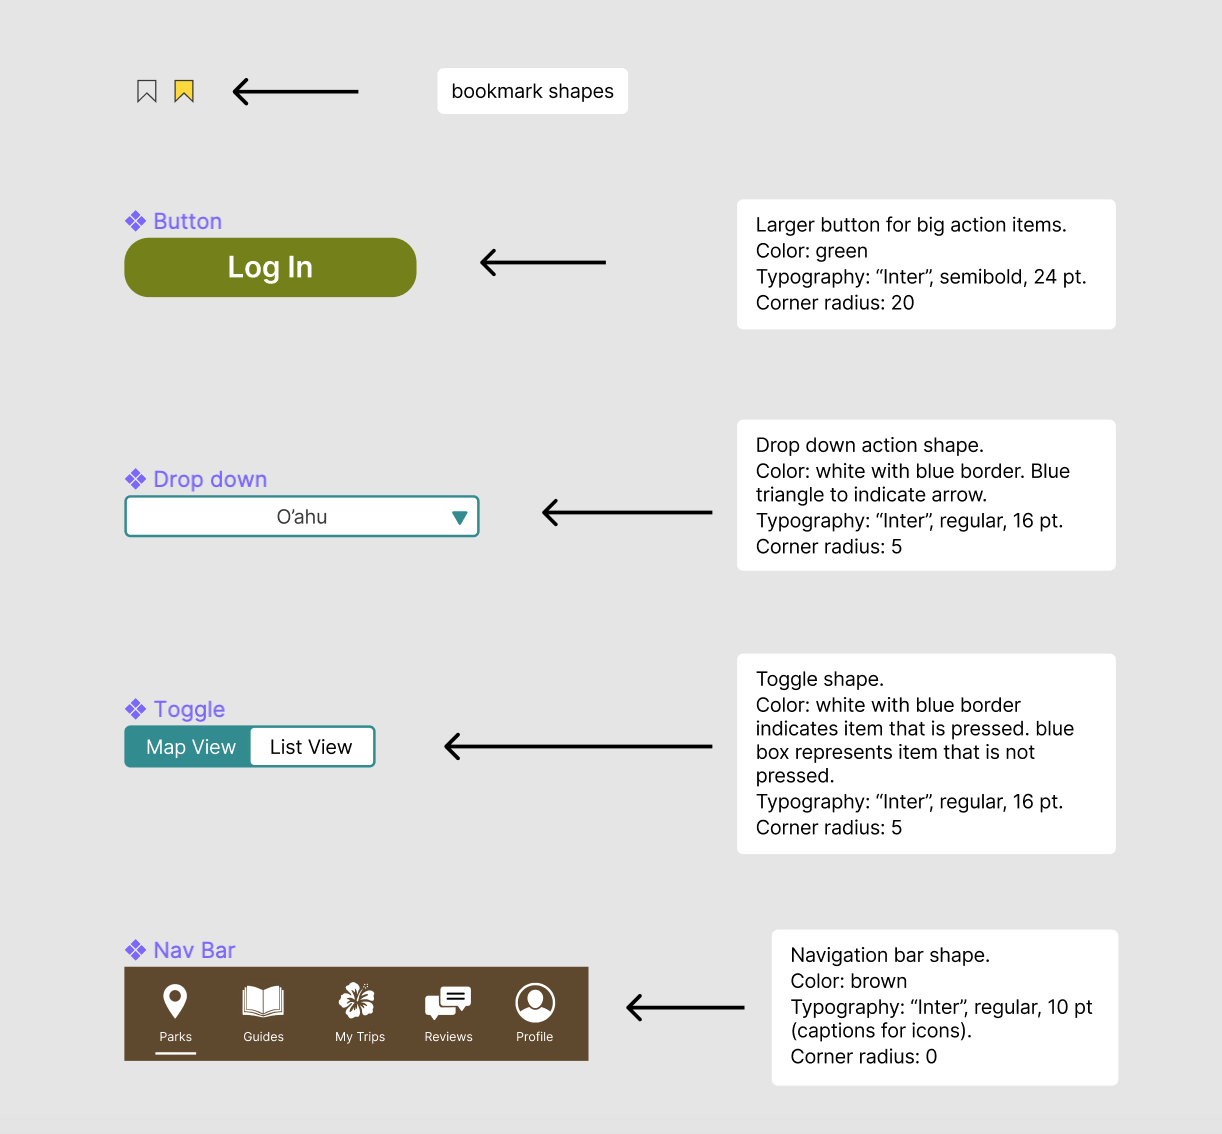 bookmark shapes
Button
Log In
Larger button for big action items.
Color: green
Typography: “Inter”, semibold, 24 pt.
Corner radius: 20
Drop down
O’ahu
Drop down action shape.
Color: white with blue border. Blue
triangle to indicate arrow.
Typography: “Inter”, regular, 16 pt.
Corner radius: 5
Toggle
Map View
List View
Toggle shape.
Color: white with blue border
indicates item that is pressed. blue
box represents item that is not
pressed.
Typography: “Inter”, regular, 16 pt.
Corner radius: 5
Nav Bar
Parks
Guides
My Trips
Reviews
Profile
Navigation bar shape.
Color: brown
Typography: “Inter”, regular, 10 pt
(captions for icons).
Corner radius: 0